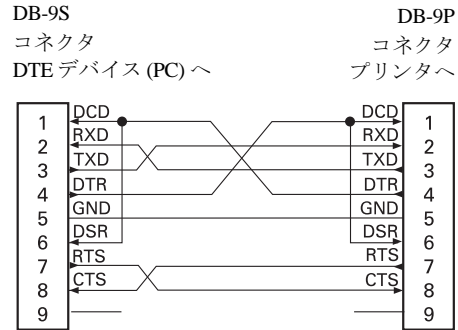 DB-9S
コネクタ
DTE デバイス (PC) へ
DB-9P
コネクタ
プリンタへ
1 DCD DCD 1
2 RXD RXD 2
3 TXD TXD 3
4 DTR DTR 4
5 GND GND 5
6 DSR DSR 6
7 RTS RTS 7
8 CTS CTS 8
9 9